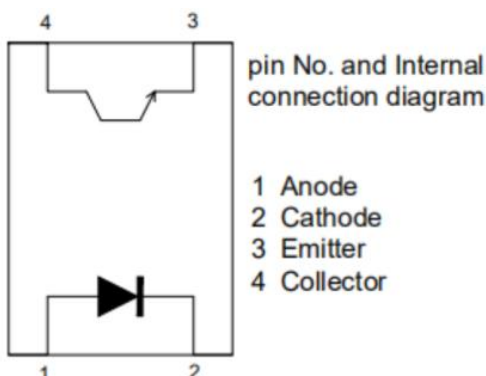 4 3
pin No. and Internal
connection diagram
1 Anode
2 Cathode
3 Emitter
4 Collector
1 2